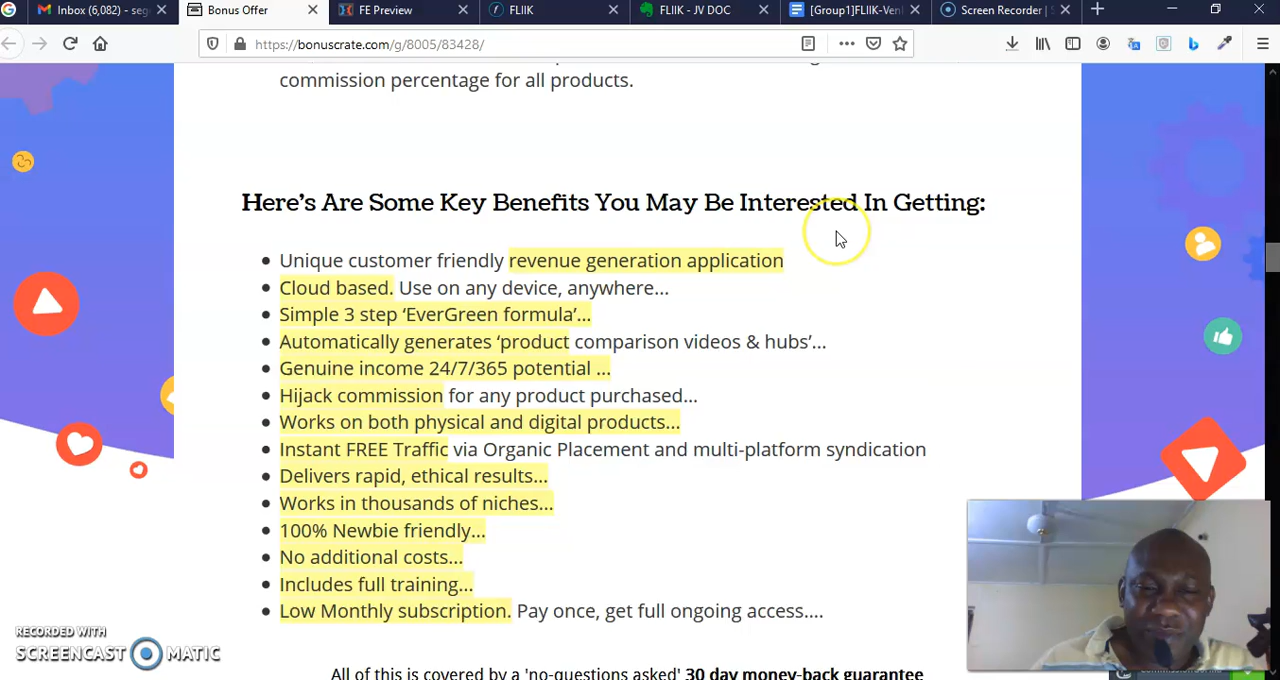 Inbox (6,082) - sege
Bonus Offer
FE Preview
FLIIK
FLIIK - JV DOC
[Group1]FLIIK-Ven
Screen Recorder | S
https://bonuscrate.com/g/8005/83428/
commission percentage for all products.
Here's Are Some Key Benefits You May Be Interested In Getting:
Unique customer friendly revenue generation application
Cloud based. Use on any device, anywhere...
Simple 3 step 'EverGreen formula'...
Automatically generates 'product comparison videos & hubs'...
Genuine income 24/7/365 potential ...
Hijack commission for any product purchased...
Works on both physical and digital products...
Instant FREE Traffic via Organic Placement and multi-platform syndication
Delivers rapid, ethical results...
Works in thousands of niches...
100% Newbie friendly...
No additional costs...
Includes full training...
Low Monthly subscription. Pay once, get full ongoing access....
All of this is covered by a 'no-questions asked' 30 day money-back guarantee
RECORDED WITH
SCREENCAST MATIC